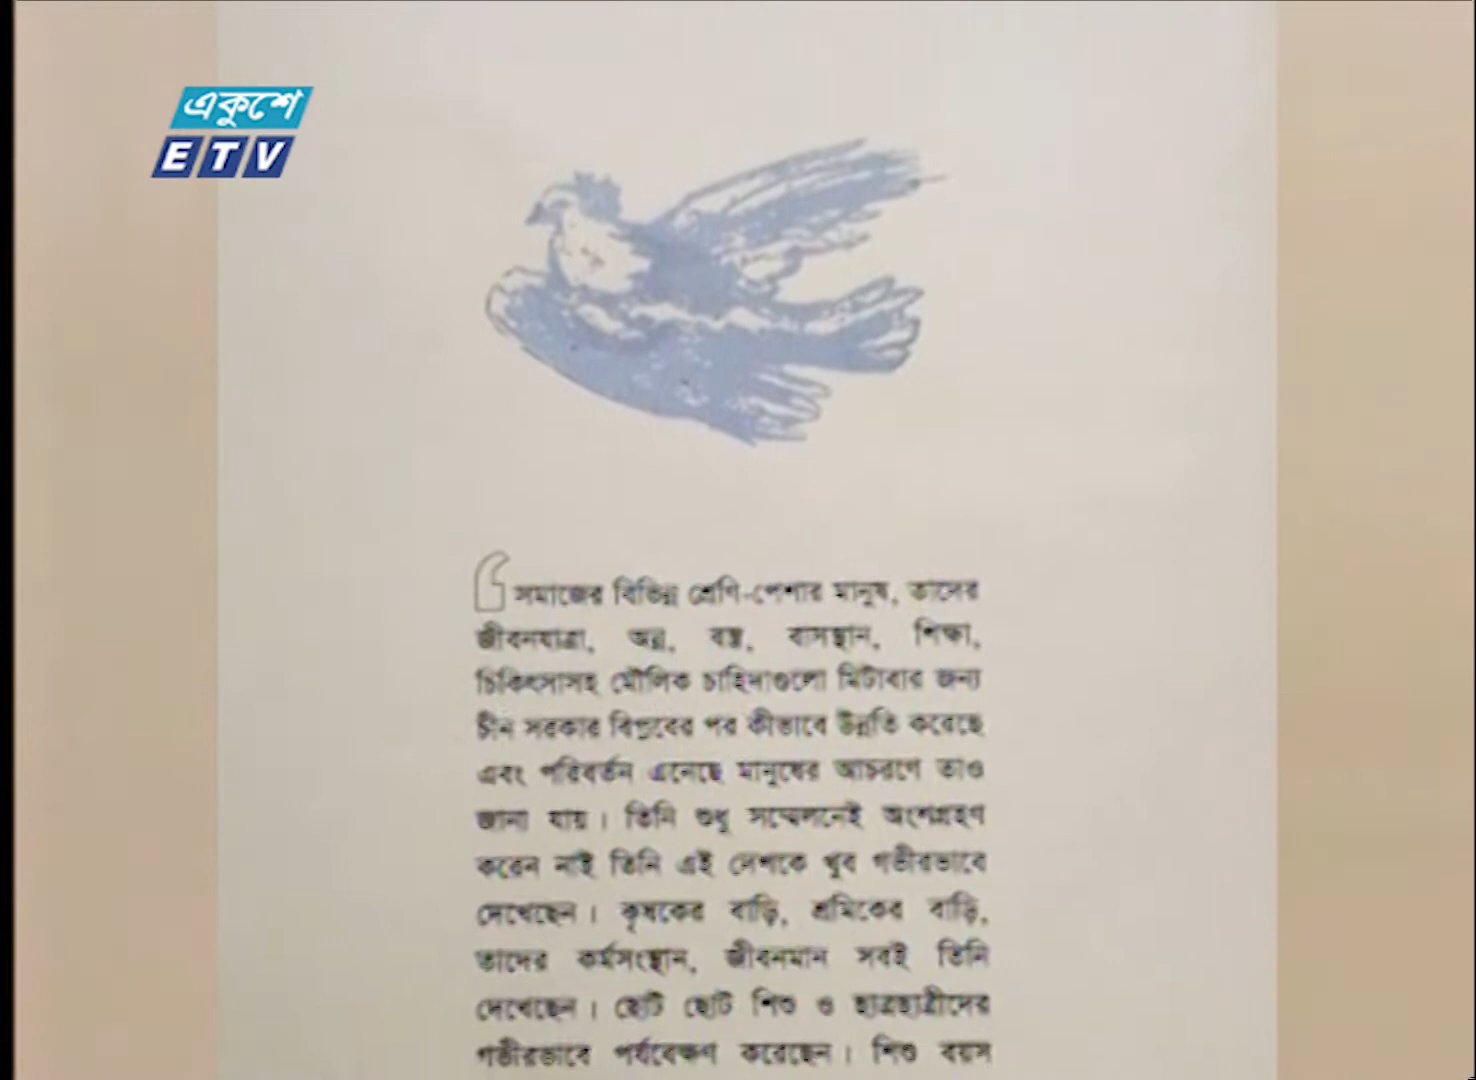 একুশে
ETV
সমাজের বিভিন্ন শ্রেণি-পেশার মানুষ, তাদের
জীবনযাত্রা, অন্ন, বস্ত্র, বাসস্থান, শিক্ষা,
চিকিৎসাসহ মৌলিক চাহিদাগুলো মিটাবার জন্য
চীন সরকার বিপ্লবের পর কীভাবে উন্নতি করেছে
এবং পরিবর্তন এনেছে মানুষের আচরণে তাও
জানা যায়। তিনি শুধু সম্মেলনেই অংশগ্রহণ
করেন নাই তিনি এই দেশকে খুব গভীরভাবে
দেখেছেন। কৃষকের বাড়ি, শ্রমিকের বাড়ি,
তাদের কর্মসংস্থান, জীবনমান সবই তিনি
দেখেছেন। ছোট ছোট শিশু ও ছাত্রছাত্রীদের
গভীরভাবে পর্যবেক্ষণ করেছেন। শিশু বয়স